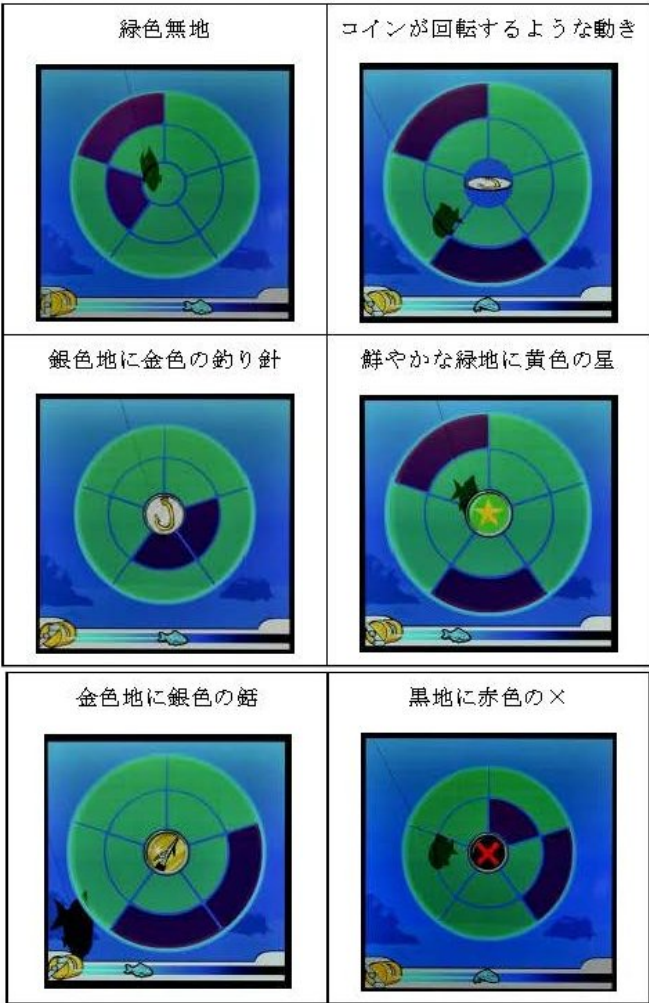 緑色無地
コインが回転するような動き
銀色地に金色の釣り針
鮮やかな緑地に黄色の星
金色地に銀色の銛
黒地に赤色の×